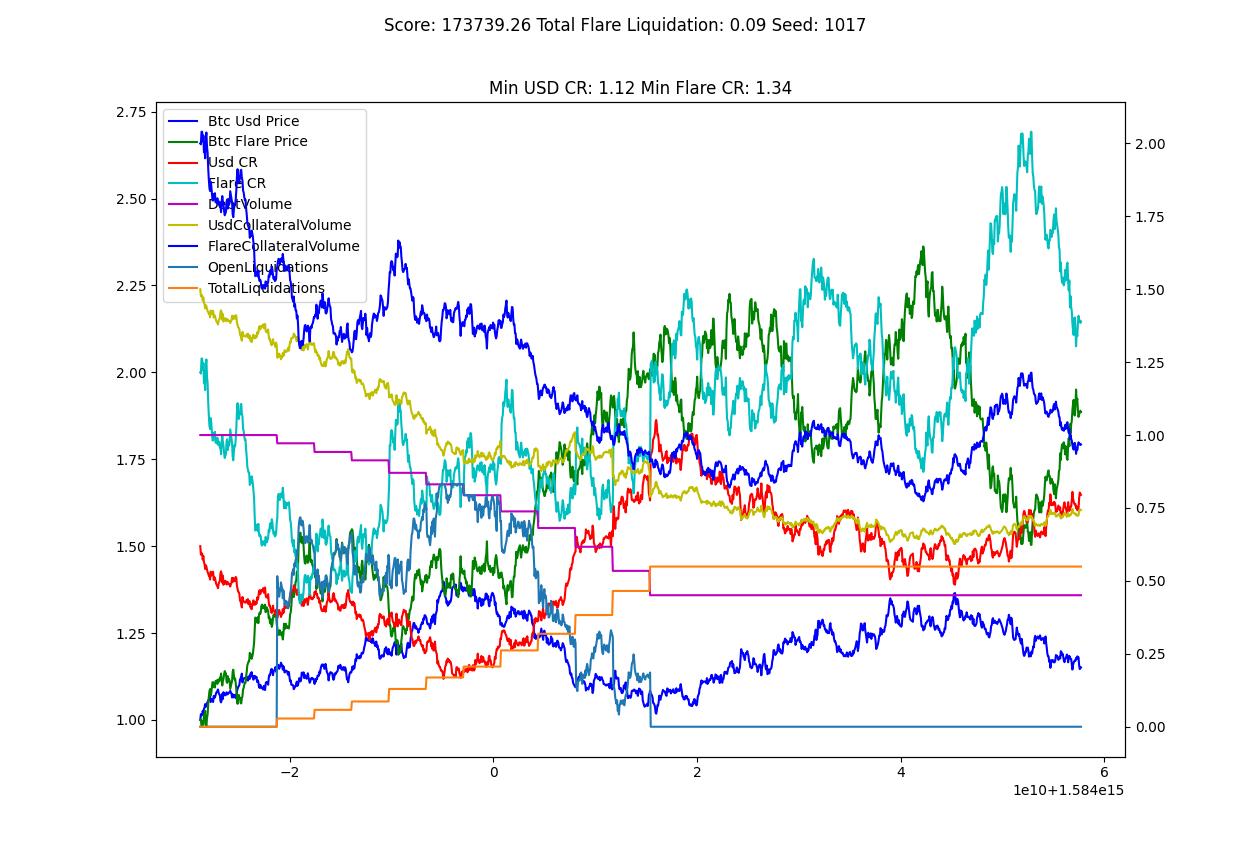 Score: 173739.26 Total Flare Liquidation: 0.09 Seed: 1017
Min USD CR: 1.12 Min Flare CR: 1.34
Btc Usd Price
Btc Flare Price
Usd CR
Flare CR
DebtVolume
UsdCollateralVolume
FlareCollateralVolume
OpenLiquidations
TotalLiquidations
2.75
2.50
2.25
2.00
1.75
1.50
1.25
1.00
2.00
1.75
1.50
1.25
1.00
0.75
0.50
0.25
0.00
−2 0 2 4 6
1e10+1.584e15